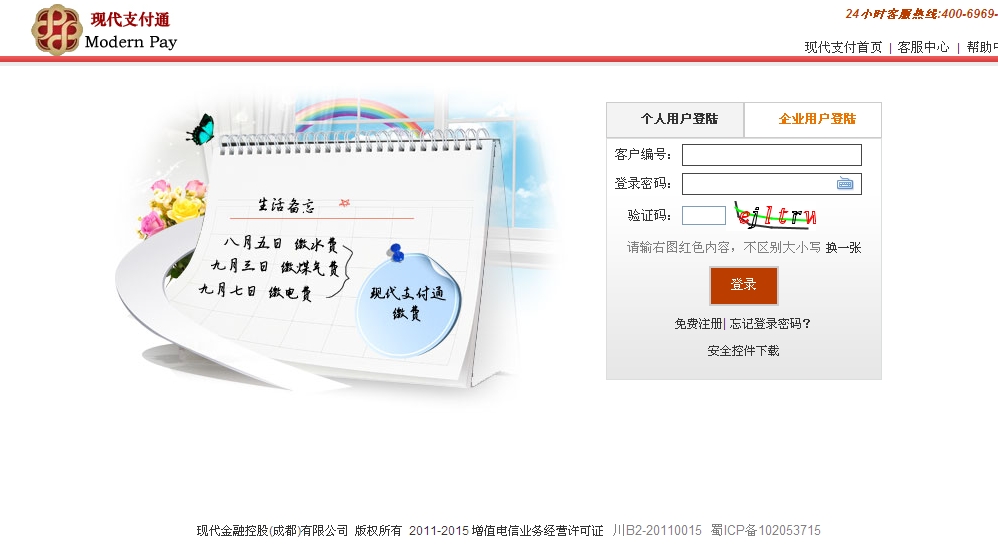 现代支付通
Modern Pay
24小时客服热线:400-6969-
现代支付首页 | 客服中心 | 帮助中
生活备忘
八月五日 缴水费
九月三日 缴煤气费
九月七日 缴电费
现代支付通
缴费
个人用户登陆 企业用户登陆
客户编号:
登录密码:
验证码: ejltru
请输右图红色内容，不区别大小写 换一张
登录
免费注册| 忘记登录密码?
安全控件下载
现代金融控股(成都)有限公司 版权所有 2011-2015 增值电信业务经营许可证 川B2-20110015 蜀ICP备102053715